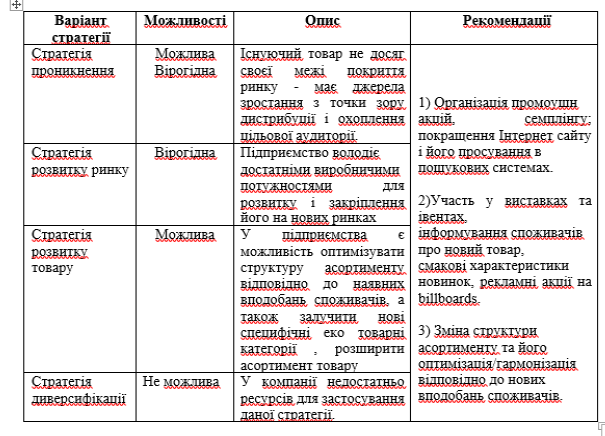 Варіант
стратегії
Можливості
Опис
Рекомендації
Стратегія
проникнення
Можлива
Вірогідна
Існуючий товар не досяг
своєї межі покриття
ринку - має джерела
зростання з точки зору
дистрибуції і охоплення
цільової аудиторії.
Стратегія
розвитку ринку
Вірогідна
Підприємство володіє
достатніми виробничими
потужностями для
розвитку і закріплення
його на нових ринках
Стратегія
розвитку
товару
Можлива
У підприємства є
можливість оптимізувати
структуру асортименту
відповідно до наявних
вподобань споживачів, а
також залучити нові
специфічні еко товарні
категорії , розширити
асортимент товару
Стратегія
диверсифікації
Не можлива
У компанії недостатньо
ресурсів для застосування
даної стратегії.
1) Організація промоушн
акцій, семплінгу;
покращення Інтернет сайту
і його просування в
пошукових системах.
2)Участь у виставках та
івентах,
інформування споживачів
про новий товар,
смакові характеристики
новинок, рекламні акції на
billboards.
3) Зміна структури
асортименту та його
оптимізація/гармонізація
відповідно до нових
вподобань споживачів.